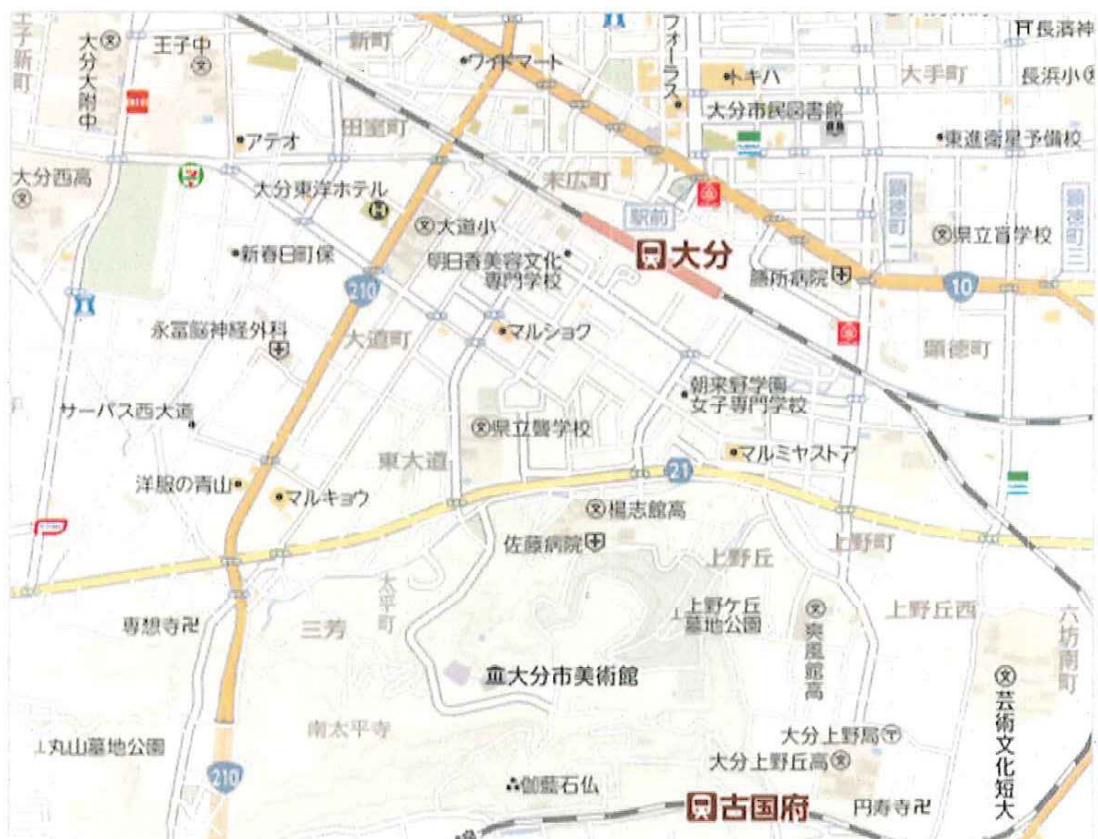 王子新町
大分大附中
王子中
新町
ワイドマート
フォーラス
トキハ
大手町
長濱神
長浜小
大分市民図書館
アテオ
田室町
東進衛星予備校
大分西高
末広町
大分東洋ホテル
大道小
駅前
顕徳町一
顕徳町三
新春日町保
明日香美容文化
専門学校
大分
県立盲学校
膳所病院
210
10
永冨脳神経外科
大道町
マルショク
顕徳町
サーパス西大道
朝来野学園
女子専門学校
県立聾学校
東大道
マルミヤストア
21
洋服の青山
マルキョウ
楊志館高
佐藤病院
上野丘
上野町
太平町
上野ケ丘
墓地公園
上野丘西
専想寺
三芳
爽風館高
六坊南町
大分市美術館
芸術文化短大
南太平寺
丸山墓地公園
大分上野局
大分上野丘高
210
伽藍石仏
古国府
円寿寺